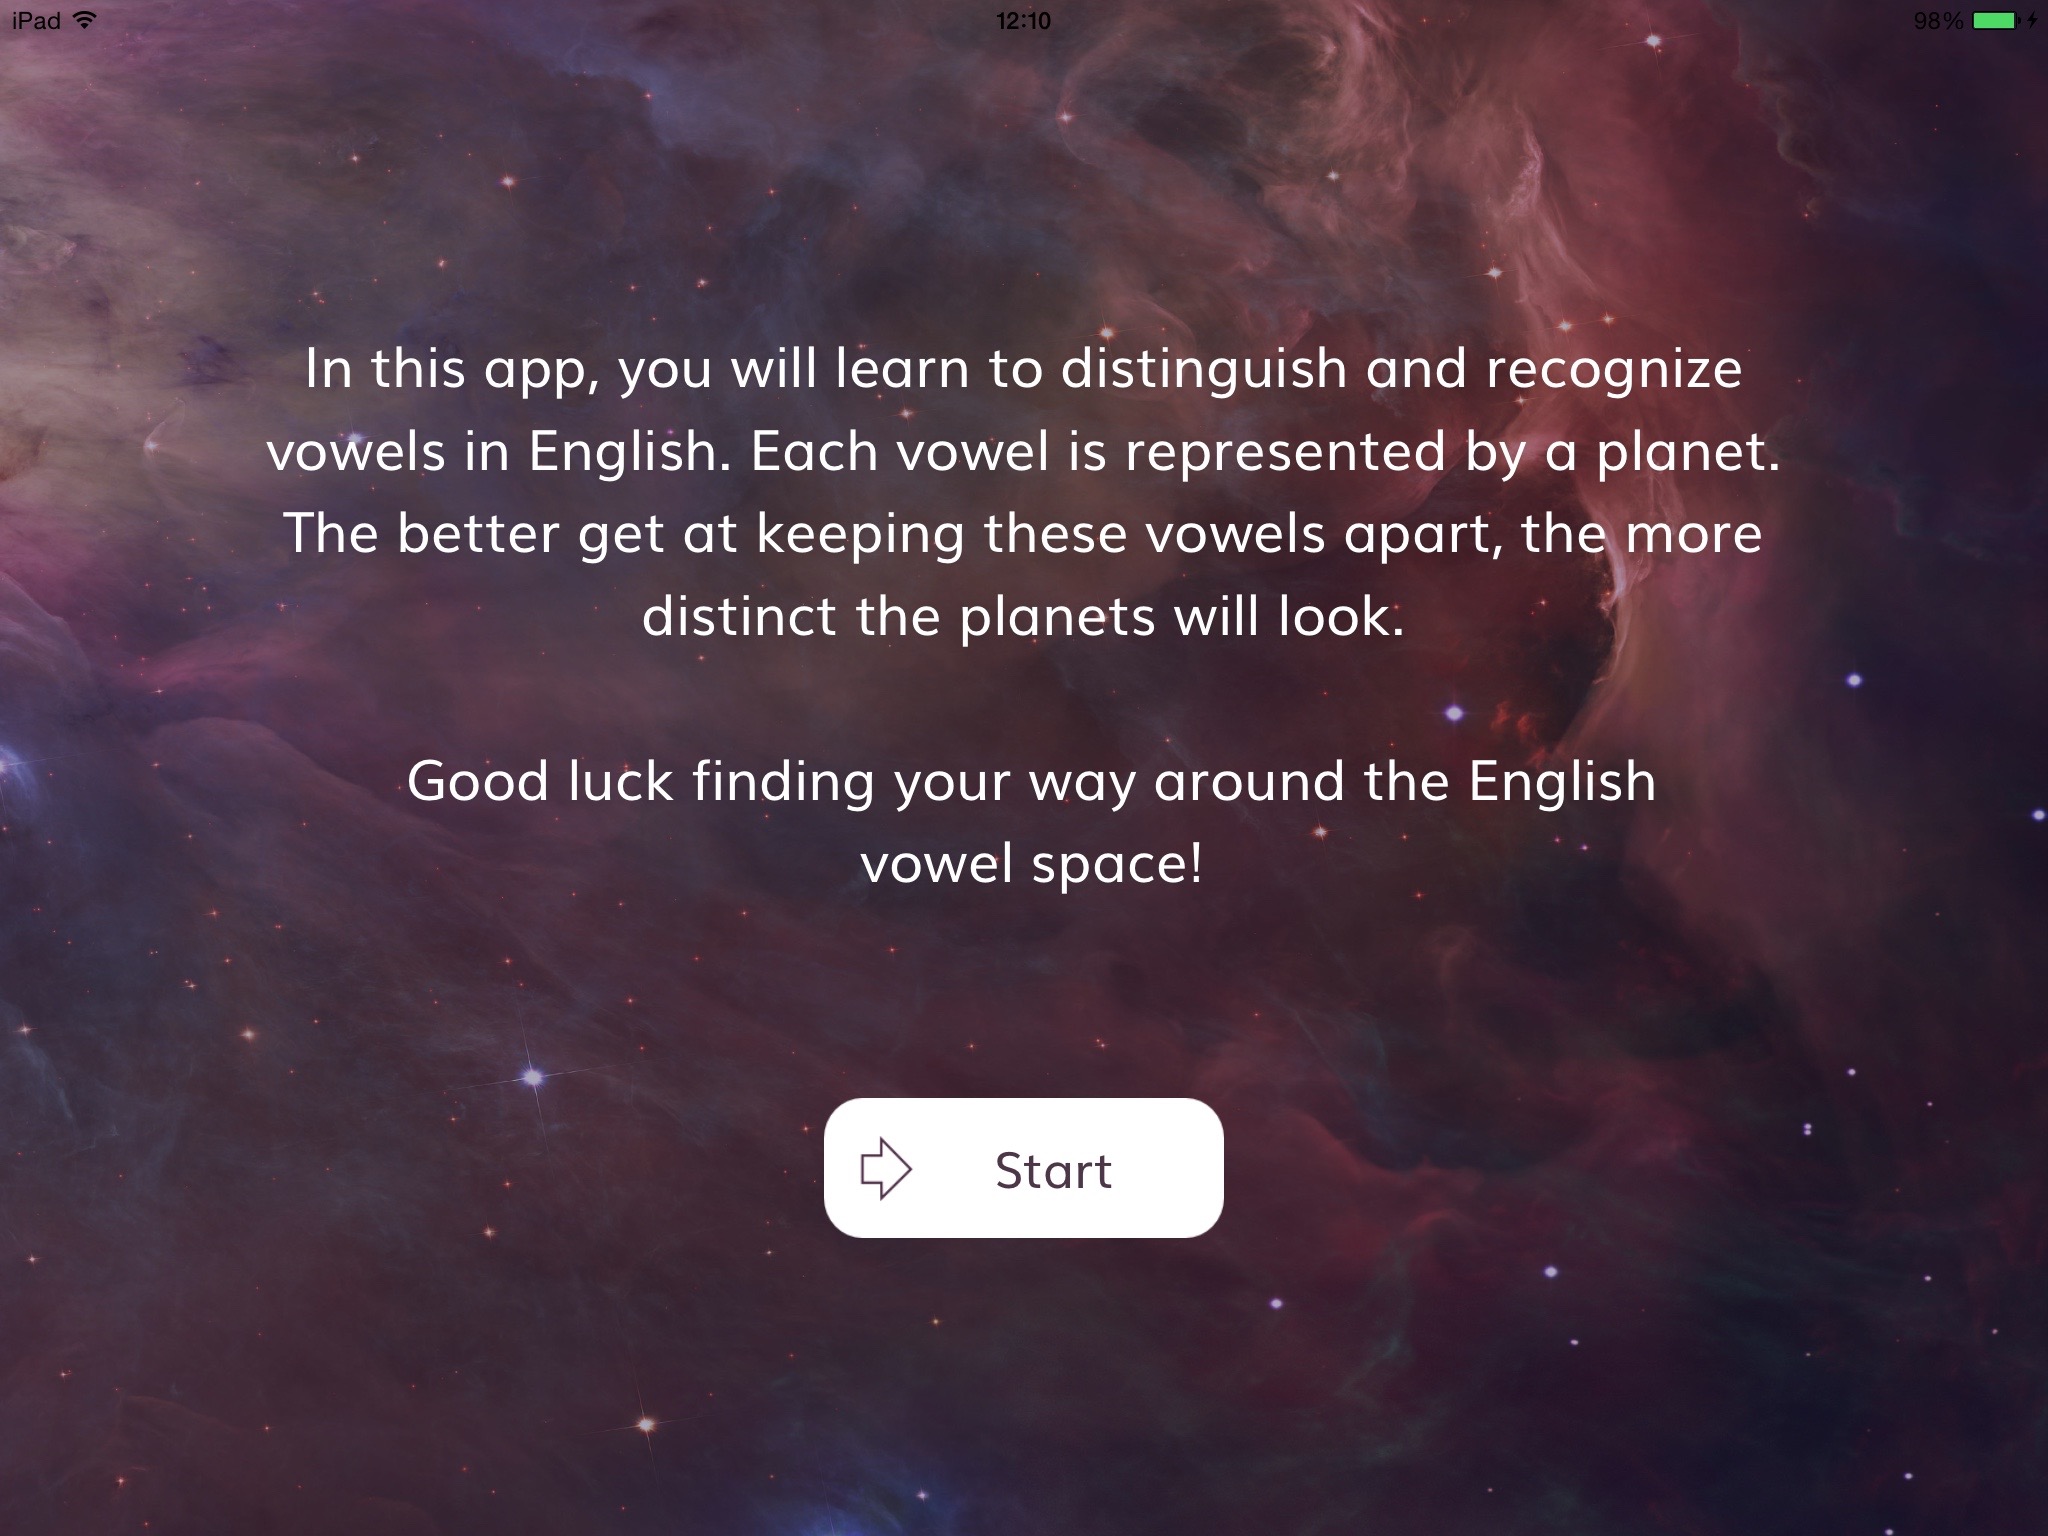 iPad 12:10 98%
In this app, you will learn to distinguish and recognize
vowels in English. Each vowel is represented by a planet.
The better get at keeping these vowels apart, the more
distinct the planets will look.
Good luck finding your way around the English
vowel space!
Start